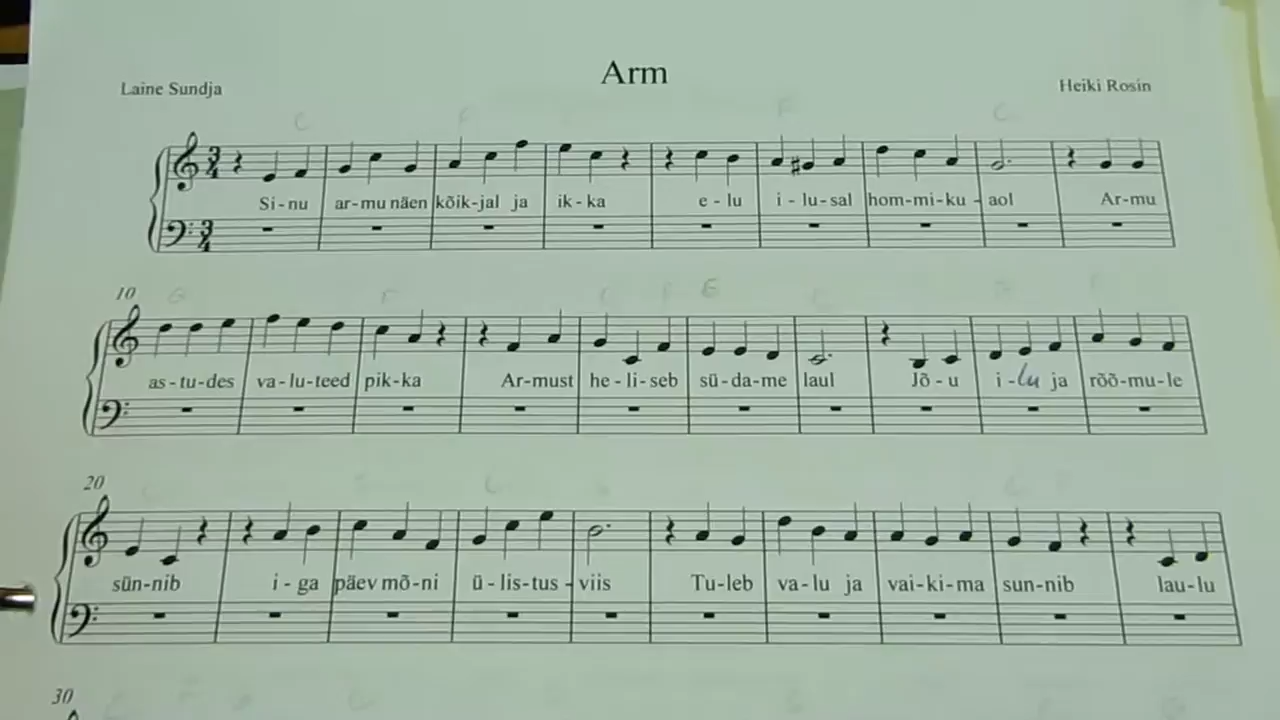 Arm
Laine Sundja
Heiki Rosin
Si-nu ar-mu näen kõik-jal ja ik-ka e-lu i-lu-sal hom-mi-ku-aol Ar-mu
10
as-tu-des va-lu-teed pik-ka Ar-must he-li-seb sü-da-me laul Jõ-u i-lu ja rõõ-mu-le
20
sün-nib i-ga päev mõ-ni ü-lis-tus-viis Tu-leb va-lu ja vai-ki-ma sun-nib lau-lu
30